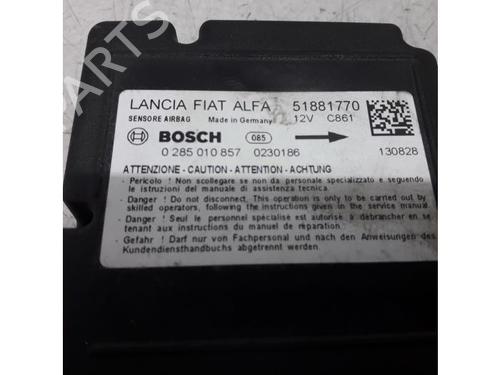 PARTS
LANCIA FIAT ALFA 51881770
SENSORE AIRBAG Made in Germany 12V C861
BOSCH 085
0 285 010 857 0230186 130828
ATTENZIONE - CAUTION - ATTENTION - ACHTUNG
- Pericolo ! Non scollegare se non da personale specializzato e seguendo
le istruzioni del manuale di assistenza tecnica.
- Danger ! Do not disconnect. This operation is only to be carried out by
skilled operators, following the instructions given in the service manual.
- Danger ! Seul le personnel spécialisé est autorisé à débrancher en se
tenant aux instructions du manuel de réparation.
- Gefahr ! Darf nur von Fachpersonal und nach den Anweisungen des
Kundendiensthandbuchs abgetrennt werden.